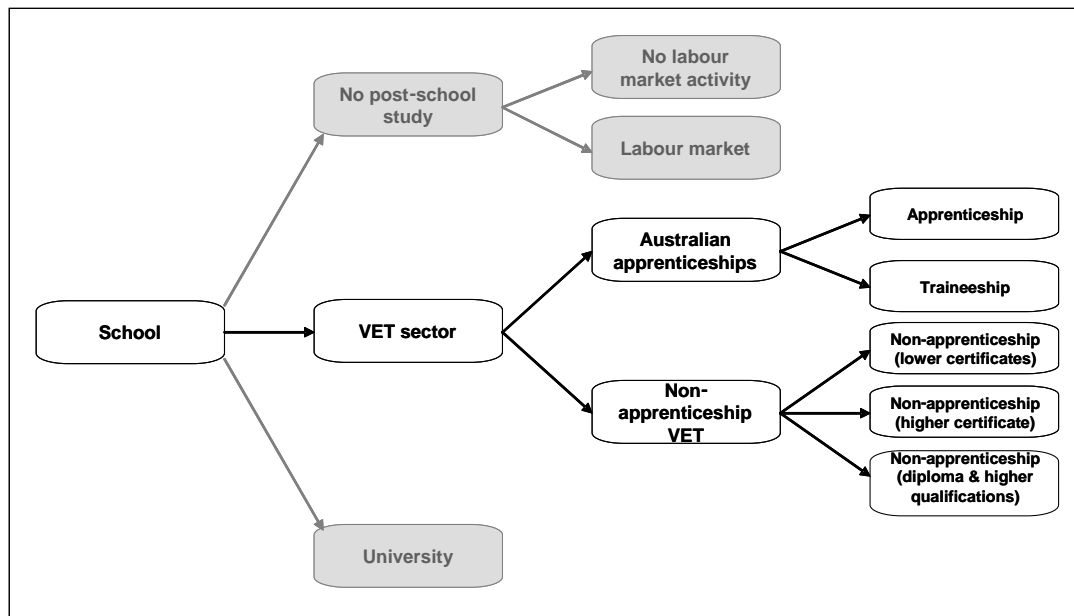 No labour
market activity
No post-school
study
Labour market
Apprenticeship
Australian
apprenticeships
Traineeship
School
VET sector
Non-apprenticeship
(lower certificates)
Non-
apprenticeship
VET
Non-apprenticeship
(higher certificate)
Non-apprenticeship
(diploma & higher
qualifications)
University